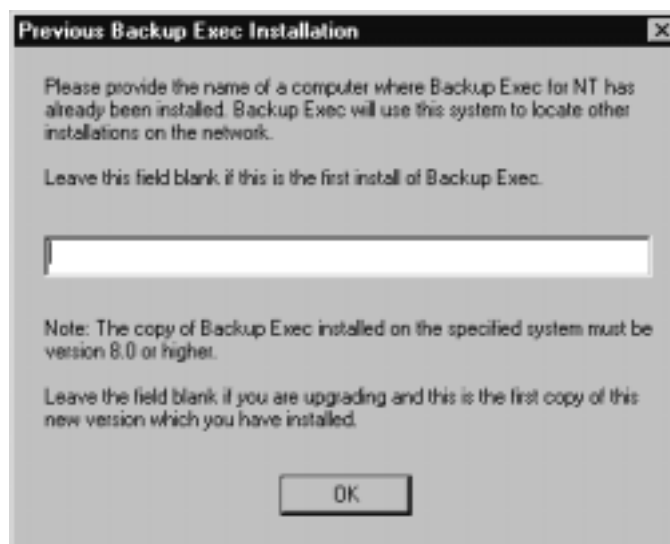 Previous Backup Exec Installation
Please provide the name of a computer where Backup Exec for NT has
already been installed. Backup Exec will use this system to locate other
installations on the network.
Leave this field blank if this is the first install of Backup Exec.
Note: The copy of Backup Exec installed on the specified system must be
version 8.0 or higher.
Leave the field blank if you are upgrading and this is the first copy of this
new version which you have installed.
OK